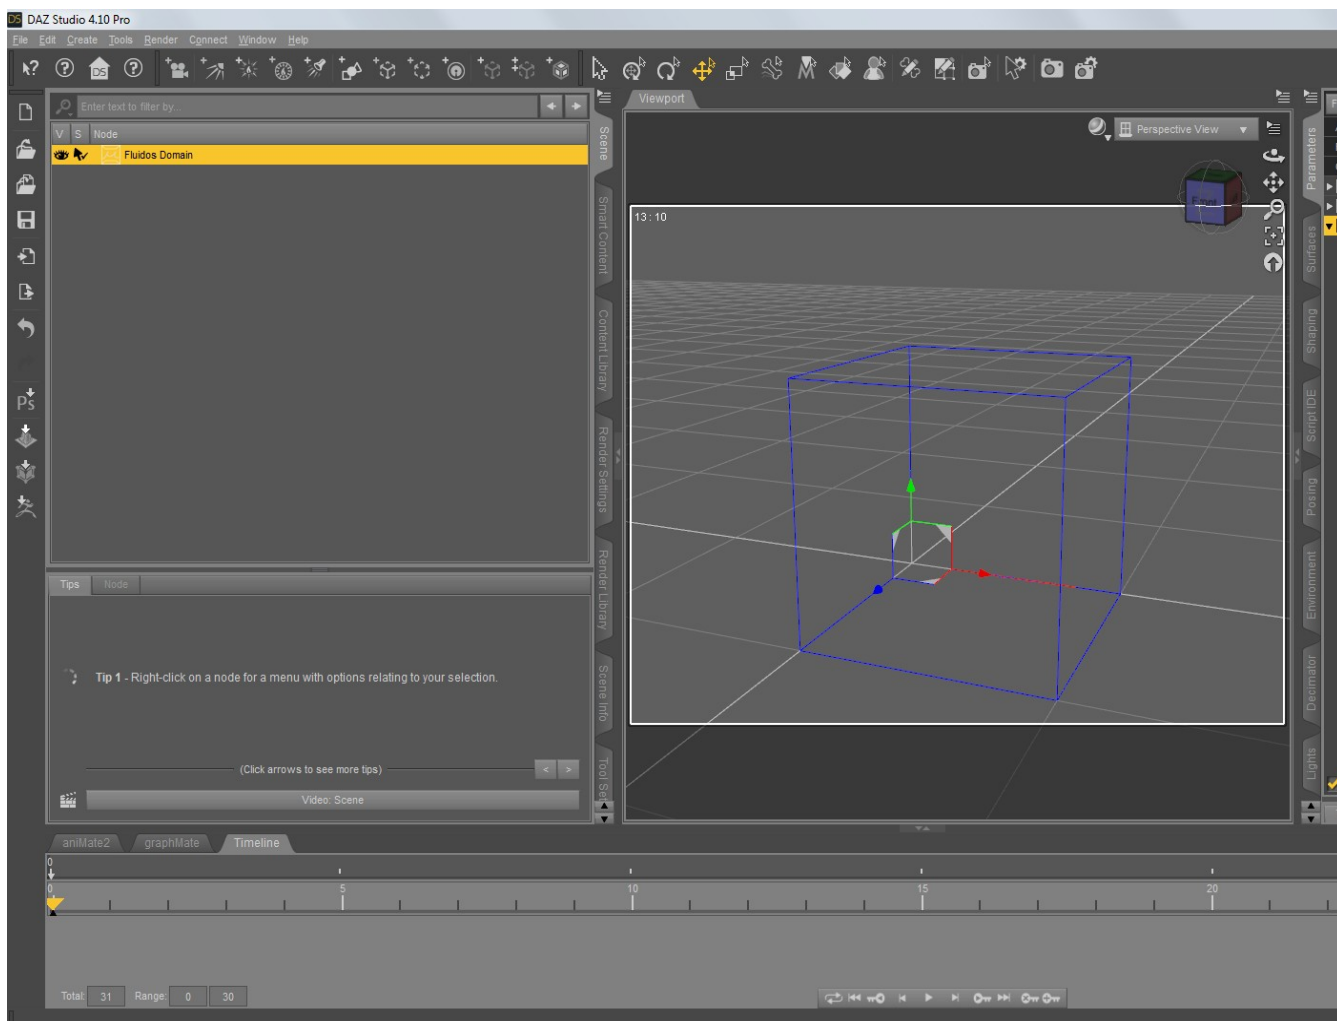 DS DAZ Studio 4.10 Pro
File Edit Create Tools Render Connect Window Help
DS
Enter text to filter by...
V S Node
Fluidos Domain
Scene
Smart Content
Content Library
Render Settings
Render Library
Scene Info
Tool Set
Ps
Tips Node
Tip 1 - Right-click on a node for a menu with options relating to your selection.
(Click arrows to see more tips)
< >
Video: Scene
Viewport
Perspective View
Front
13 : 10
Parameters
Surfaces
Shaping
Script IDE
Posing
Environment
Decimator
Lights
aniMate2 graphMate Timeline
0
0 5 10 15 20
Total: 31 Range: 0 30